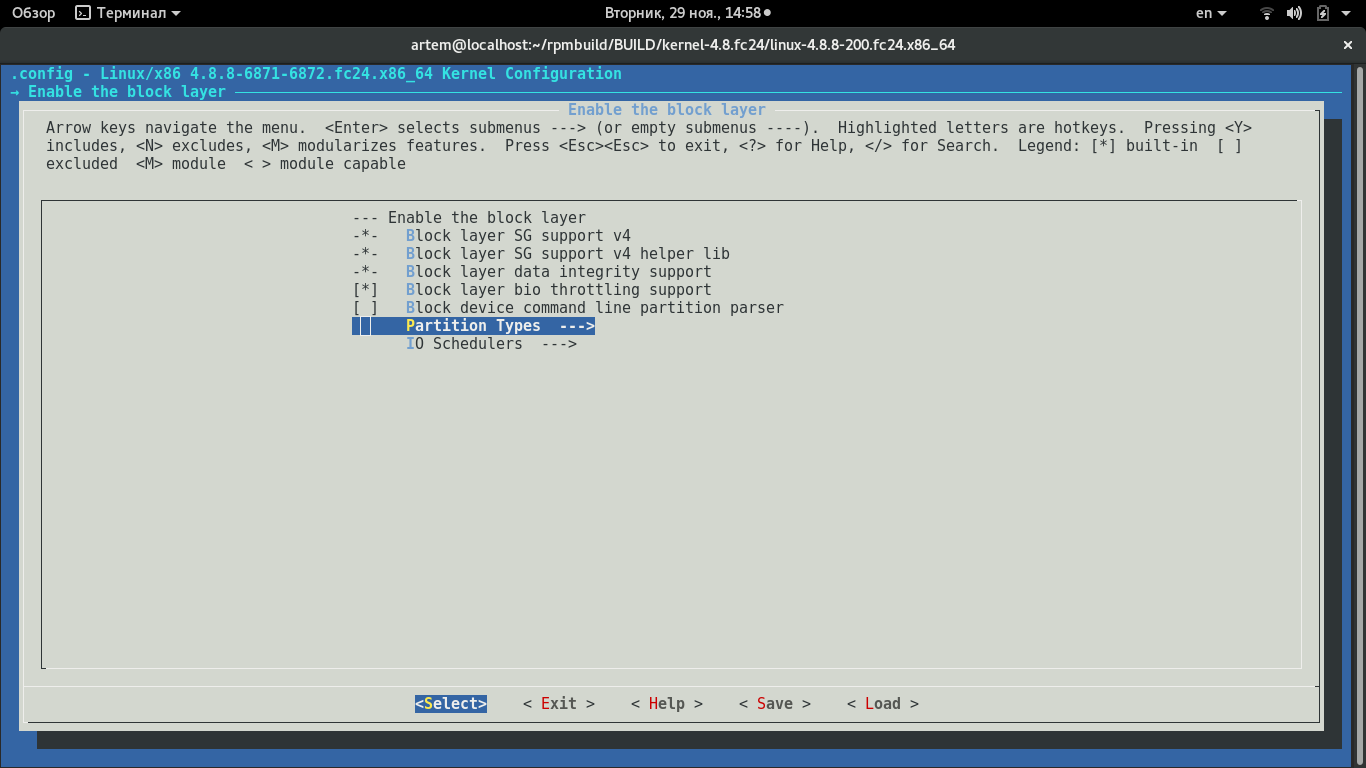 Обзор Терминал Вторник, 29 ноя., 14:58 en
artem@localhost:~/rpmbuild/BUILD/kernel-4.8.fc24/linux-4.8.8-200.fc24.x86_64
.config - Linux/x86 4.8.8-6871-6872.fc24.x86_64 Kernel Configuration
→ Enable the block layer
Enable the block layer
Arrow keys navigate the menu.  <Enter> selects submenus ---> (or empty submenus ----).  Highlighted letters are hotkeys.  Pressing <Y>
includes, <N> excludes, <M> modularizes features.  Press <Esc><Esc> to exit, <?> for Help, </> for Search.  Legend: [*] built-in  [ ]
excluded  <M> module  < > module capable
--- Enable the block layer
-*-   Block layer SG support v4
-*-   Block layer SG support v4 helper lib
-*-   Block layer data integrity support
[*]   Block layer bio throttling support
[ ]   Block device command line partition parser
Partition Types  --->
IO Schedulers  --->
<Select>    < Exit >    < Help >    < Save >    < Load >